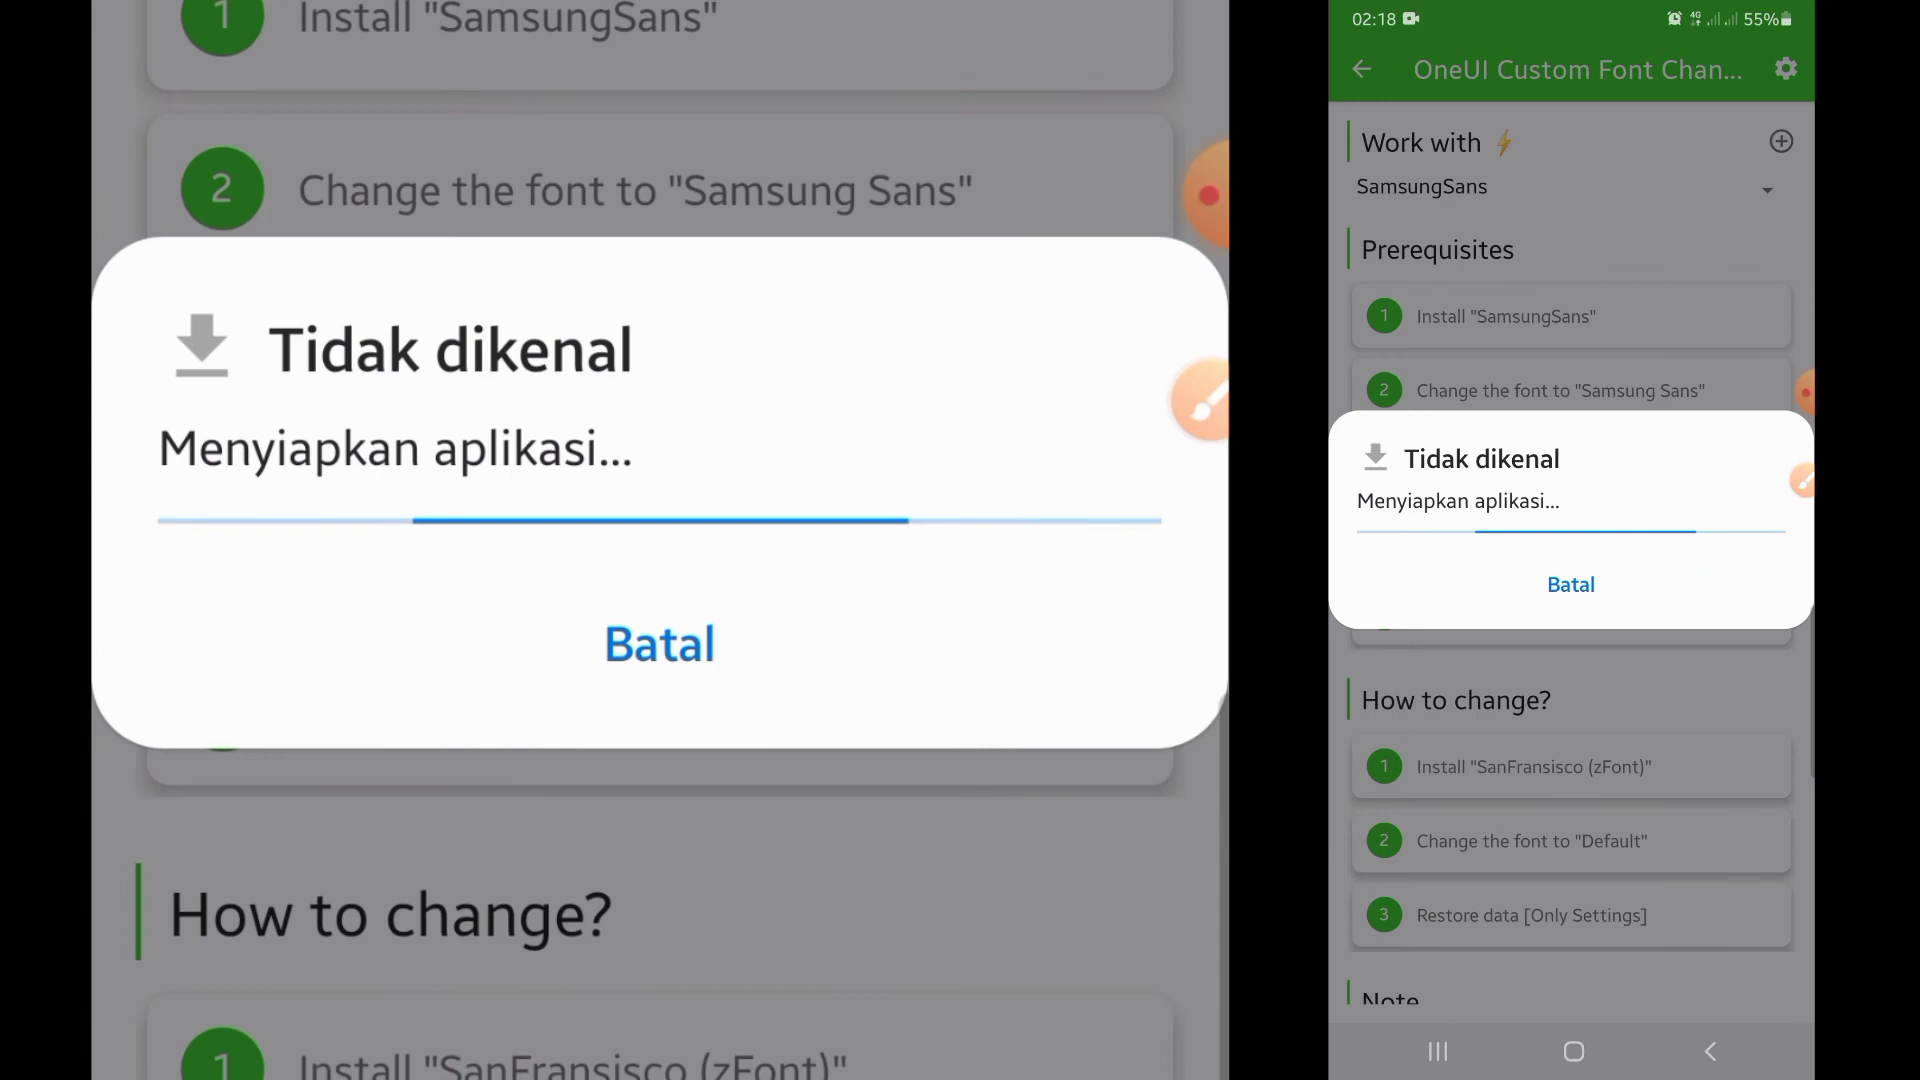 1 Install "SamsungSans"
2 Change the font to "Samsung Sans"
Tidak dikenal
Menyiapkan aplikasi...
Batal
How to change?
1 Install "SanFransisco (zFont)"
02:18 4G 55%
OneUI Custom Font Chan...
Work with
SamsungSans
Prerequisites
1 Install "SamsungSans"
2 Change the font to "Samsung Sans"
Tidak dikenal
Menyiapkan aplikasi...
Batal
How to change?
1 Install "SanFransisco (zFont)"
2 Change the font to "Default"
3 Restore data [Only Settings]
Note